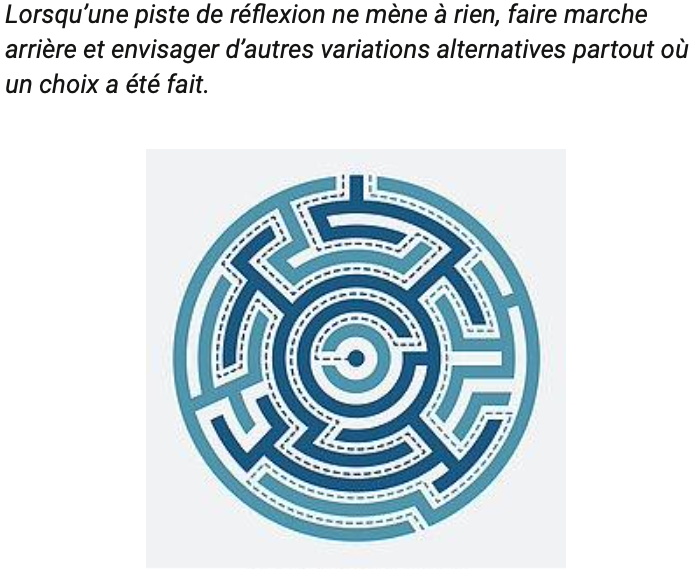 Lorsqu’une piste de réflexion ne mène à rien, faire marche
arrière et envisager d’autres variations alternatives partout où
un choix a été fait.